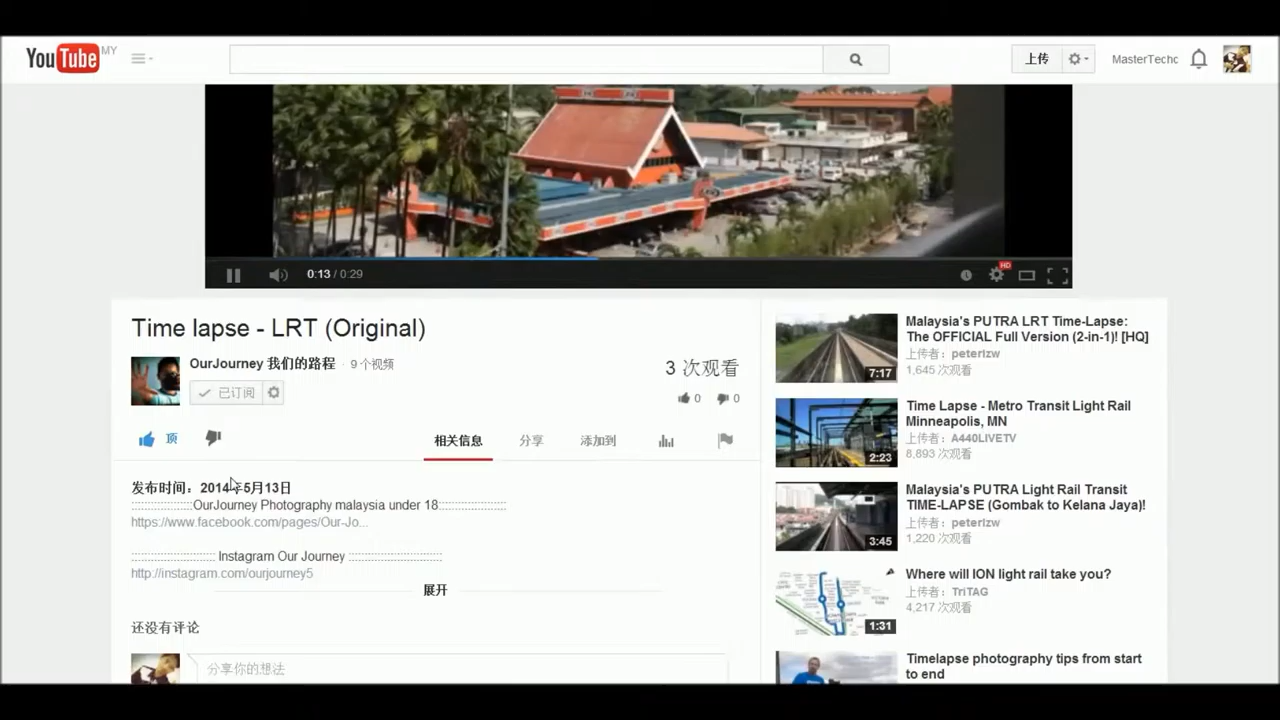 YouTube MY
上传
MasterTechc
0:13 / 0:29
HD
Time lapse - LRT (Original)
OurJourney 我们的路程 · 9 个视频
已订阅
3 次观看
0 0
顶
相关信息 分享 添加到
发布时间： 2014年5月13日
::::::::::::::::::::::OurJourney Photography malaysia under 18::::::::::::::::::::::
https://www.facebook.com/pages/Our-Jo...
:::::::::::::::::::::::::: Instagram Our Journey :::::::::::::::::::::::::::::
http://instagram.com/ourjourney5
展开
还没有评论
分享你的想法
Malaysia's PUTRA LRT Time-Lapse:
The OFFICIAL Full Version (2-in-1)! [HQ]
上传者： peterlzw
1,645 次观看
7:17
Time Lapse - Metro Transit Light Rail
Minneapolis, MN
上传者： A440LIVETV
8,893 次观看
2:23
Malaysia's PUTRA Light Rail Transit
TIME-LAPSE (Gombak to Kelana Jaya)!
上传者： peterlzw
1,220 次观看
3:45
Where will ION light rail take you?
上传者： TriTAG
4,217 次观看
1:31
Timelapse photography tips from start
to end